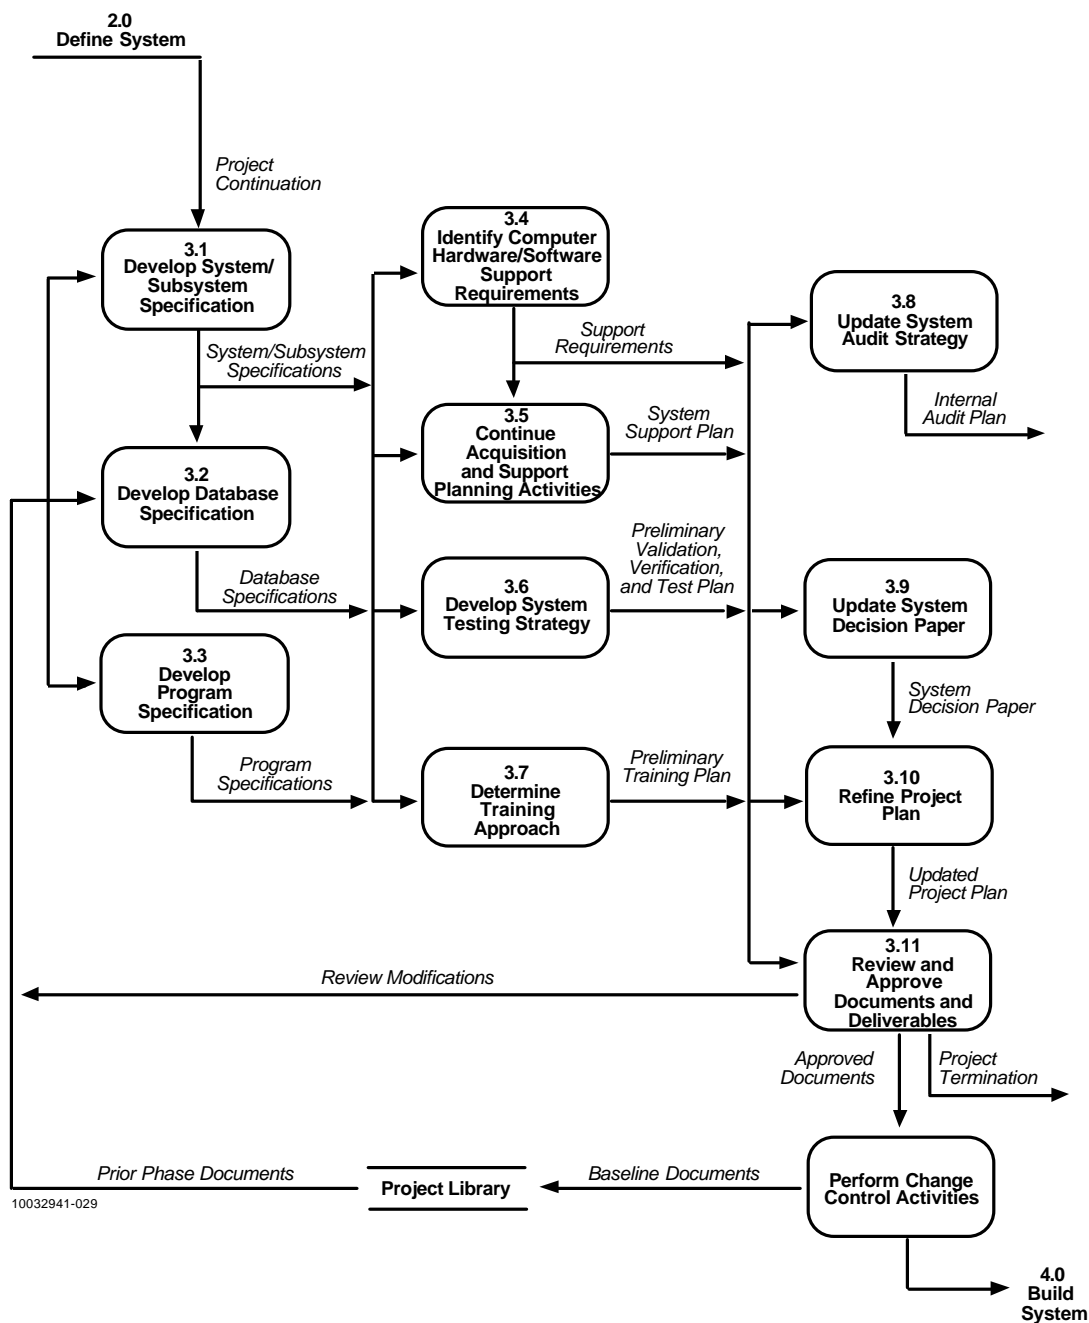 2.0
Define System
Project
Continuation
3.1
Develop System/
Subsystem
Specification
System/Subsystem
Specifications
3.2
Develop Database
Specification
Database
Specifications
3.3
Develop
Program
Specification
Program
Specifications
3.4
Identify Computer
Hardware/Software
Support
Requirements
Support
Requirements
3.5
Continue
Acquisition
and Support
Planning Activities
System
Support Plan
3.6
Develop System
Testing Strategy
Preliminary
Validation,
Verification,
and Test Plan
3.7
Determine
Training
Approach
Preliminary
Training Plan
3.8
Update System
Audit Strategy
Internal
Audit Plan
3.9
Update System
Decision Paper
System
Decision Paper
3.10
Refine Project
Plan
Updated
Project Plan
3.11
Review and
Approve
Documents and
Deliverables
Review Modifications
Approved
Documents
Project
Termination
Perform Change
Control Activities
Baseline Documents
Project Library
Prior Phase Documents
10032941-029
4.0
Build
System